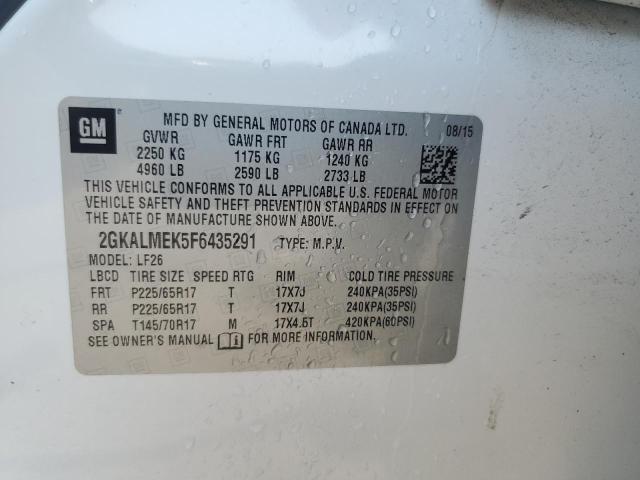 GM
MFD BY GENERAL MOTORS OF CANADA LTD. 08/15
GVWR GAWR FRT GAWR RR
2250 KG 1175 KG 1240 KG
4960 LB 2590 LB 2733 LB
THIS VEHICLE CONFORMS TO ALL APPLICABLE U.S. FEDERAL MOTOR
VEHICLE SAFETY AND THEFT PREVENTION STANDARDS IN EFFECT ON
THE DATE OF MANUFACTURE SHOWN ABOVE.
2GKALMEK5F6435291 TYPE: M.P.V.
MODEL: LF26
LBCD TIRE SIZE SPEED RTG RIM COLD TIRE PRESSURE
FRT P225/65R17 T 17X7J 240KPA(35PSI)
RR P225/65R17 T 17X7J 240KPA(35PSI)
SPA T145/70R17 M 17X4.5T 420KPA(60PSI)
SEE OWNER'S MANUAL FOR MORE INFORMATION.